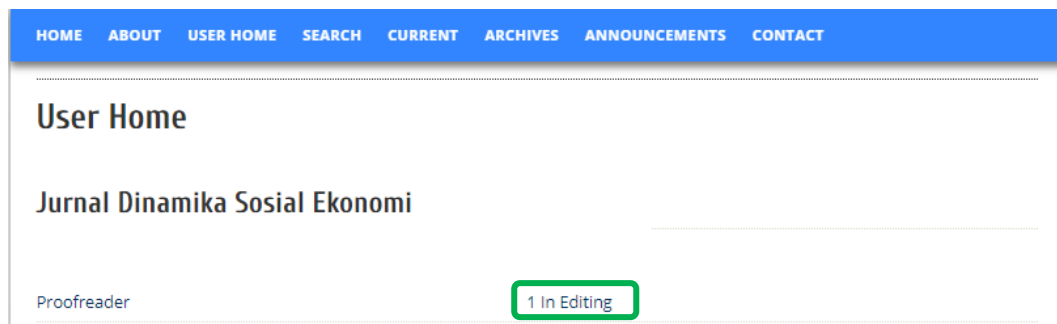 HOME ABOUT USER HOME SEARCH CURRENT ARCHIVES ANNOUNCEMENTS CONTACT
User Home
Jurnal Dinamika Sosial Ekonomi
Proofreader 1 In Editing